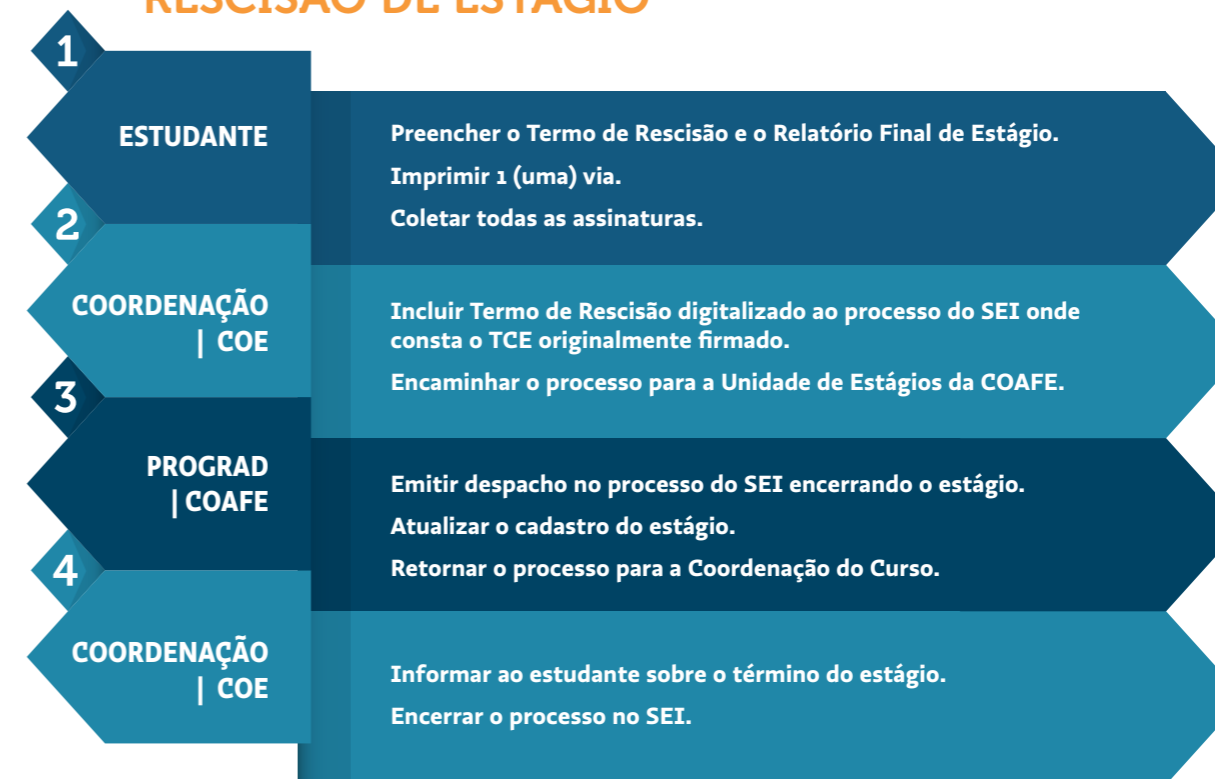 RESCISÃO DE ESTÁGIO
1
ESTUDANTE
Preencher o Termo de Rescisão e o Relatório Final de Estágio.
Imprimir 1 (uma) via.
Coletar todas as assinaturas.
2
COORDENAÇÃO
| COE
Incluir Termo de Rescisão digitalizado ao processo do SEI onde
consta o TCE originalmente firmado.
Encaminhar o processo para a Unidade de Estágios da COAFE.
3
PROGRAD
| COAFE
Emitir despacho no processo do SEI encerrando o estágio.
Atualizar o cadastro do estágio.
Retornar o processo para a Coordenação do Curso.
4
COORDENAÇÃO
| COE
Informar ao estudante sobre o término do estágio.
Encerrar o processo no SEI.